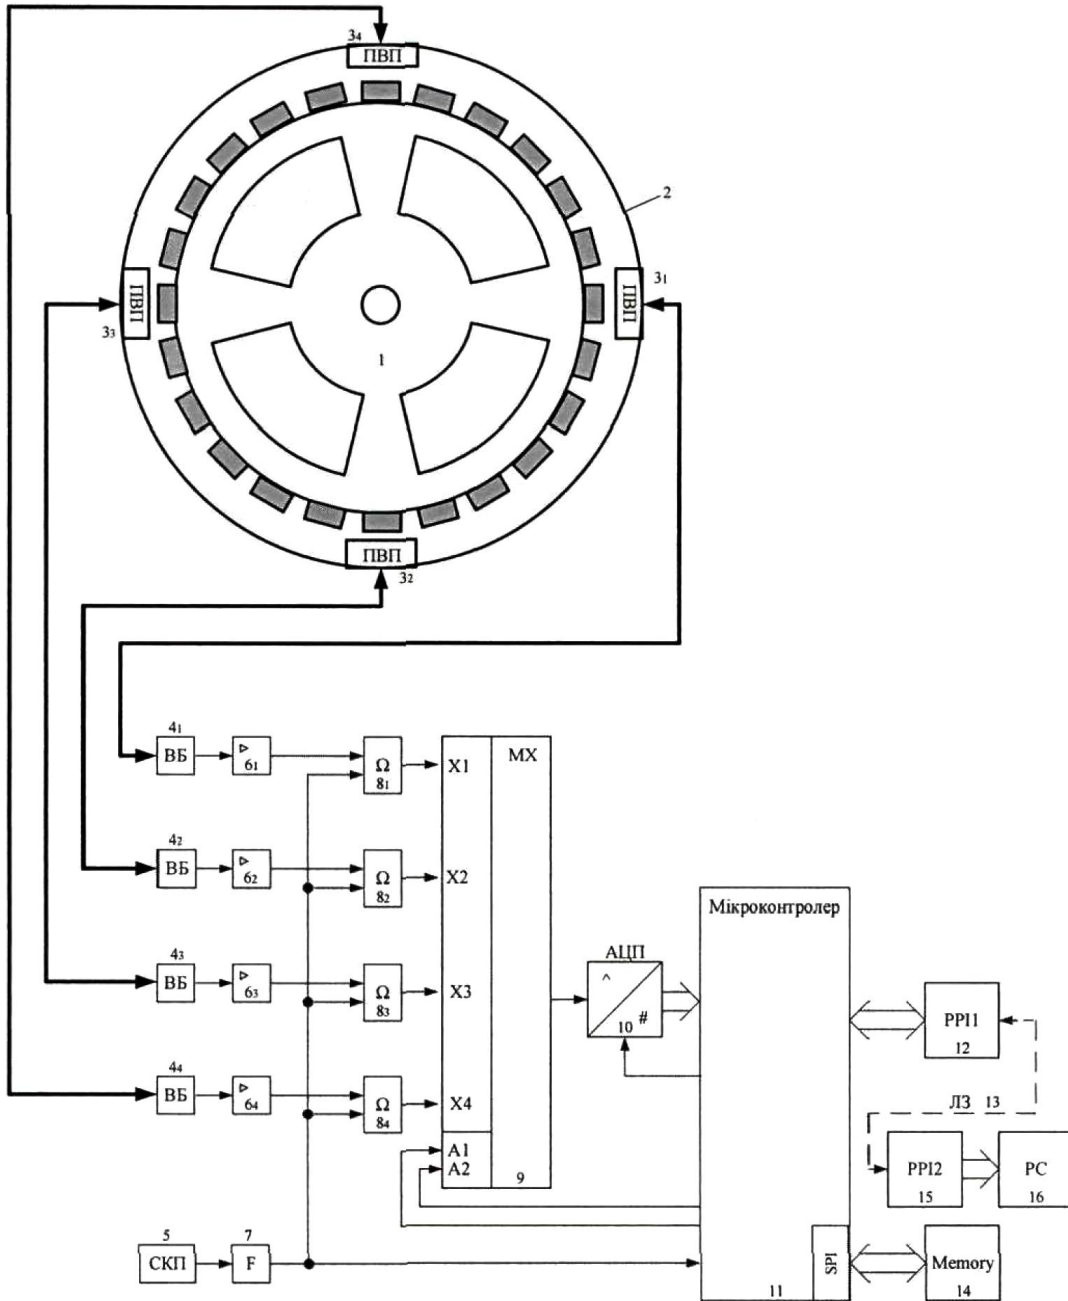 3₄
ПВП
2
3₁
ПВП
ПВП
3₃
1
ПВП
3₂
4₁
ВБ
6₁
Ω
8₁
X1
MX
4₂
ВБ
6₂
Ω
8₂
X2
Мікроконтролер
4₃
ВБ
6₃
Ω
8₃
X3
АЦП
^
#
10
PPI1
12
4₄
ВБ
6₄
Ω
8₄
X4
ЛЗ 13
A1
A2
9
PPI2
15
PC
16
5
СКП
7
F
SPI
11
Memory
14